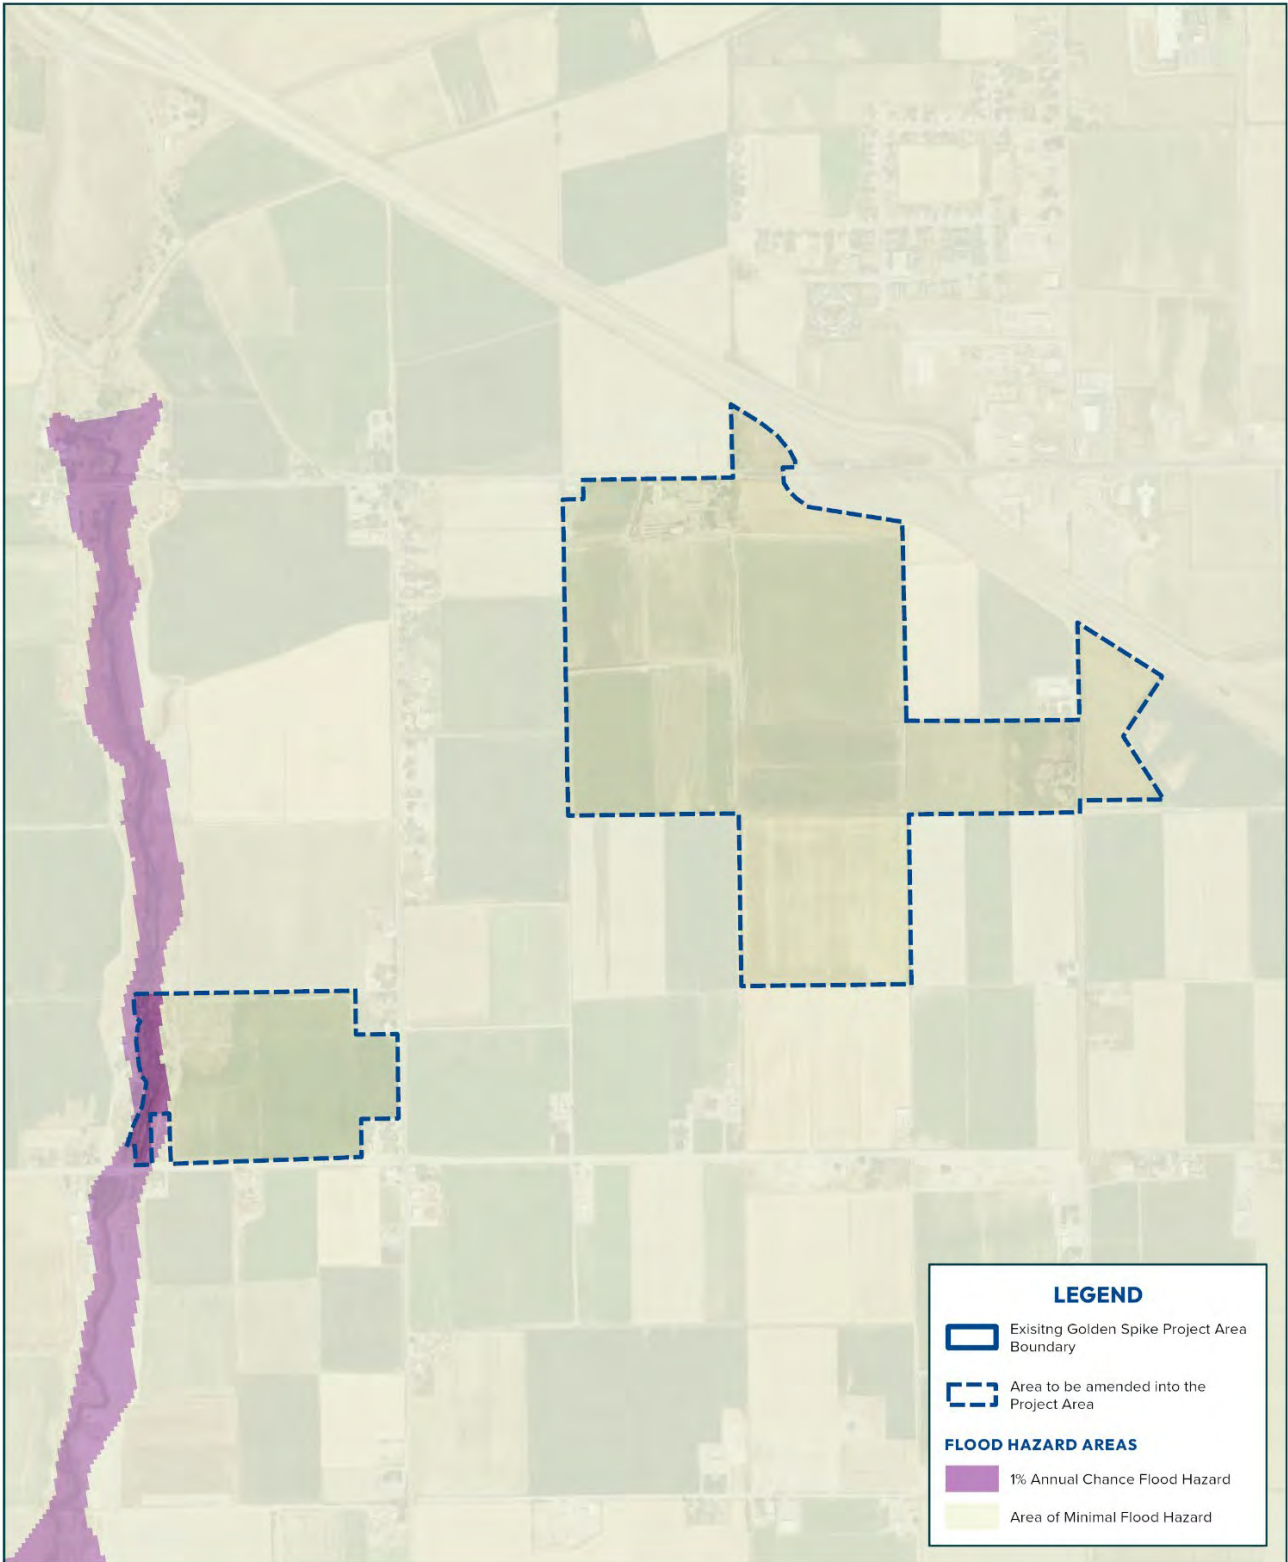 LEGEND
Exisitng Golden Spike Project Area
Boundary
Area to be amended into the
Project Area
FLOOD HAZARD AREAS
1% Annual Chance Flood Hazard
Area of Minimal Flood Hazard